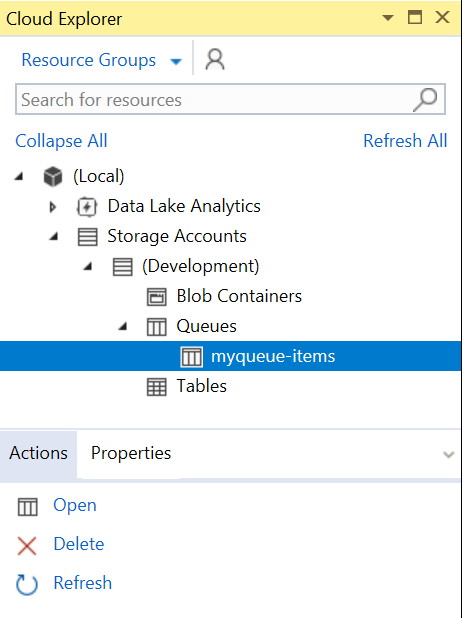 Cloud Explorer
Resource Groups
Search for resources
Collapse All Refresh All
(Local)
Data Lake Analytics
Storage Accounts
(Development)
Blob Containers
Queues
myqueue-items
Tables
Actions Properties
Open
Delete
Refresh